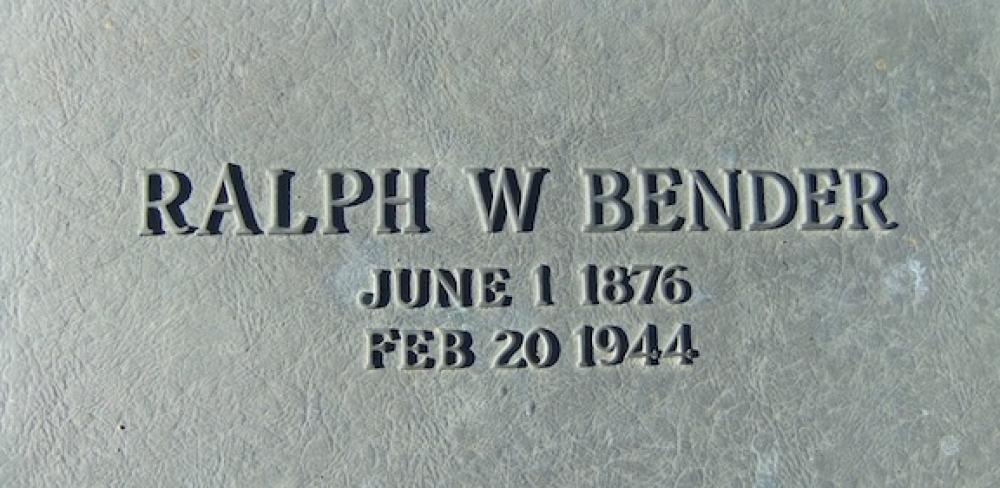 RALPH W BENDER
JUNE 1 1876
FEB 20 1944